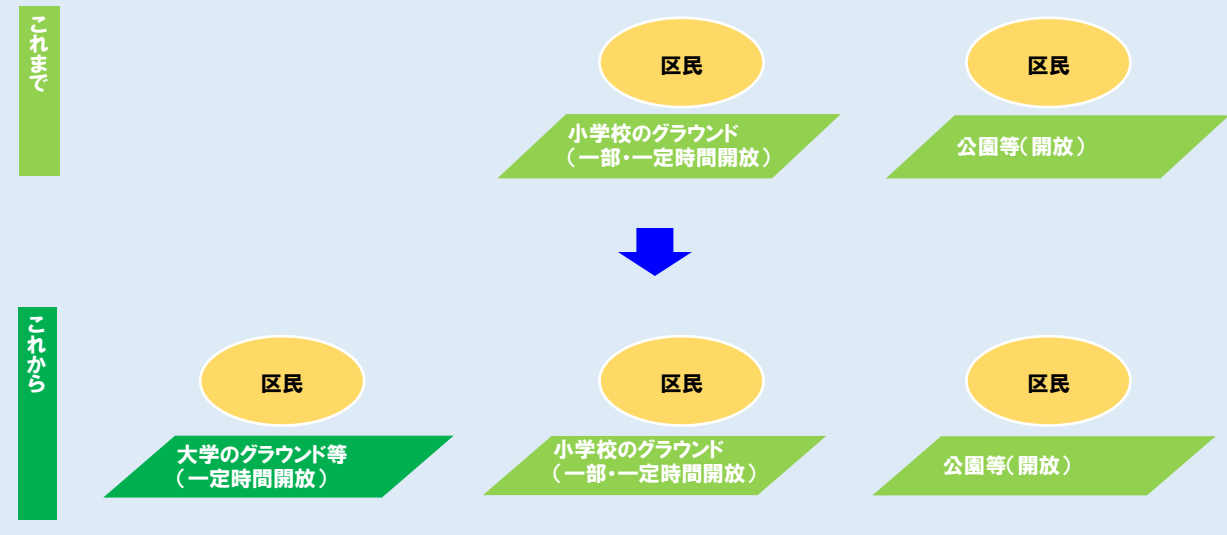 これまで
区民
区民
小学校のグラウンド
（一部・一定時間開放）
公園等（開放）
これから
区民
区民
区民
大学のグラウンド等
（一定時間開放）
小学校のグラウンド
（一部・一定時間開放）
公園等（開放）